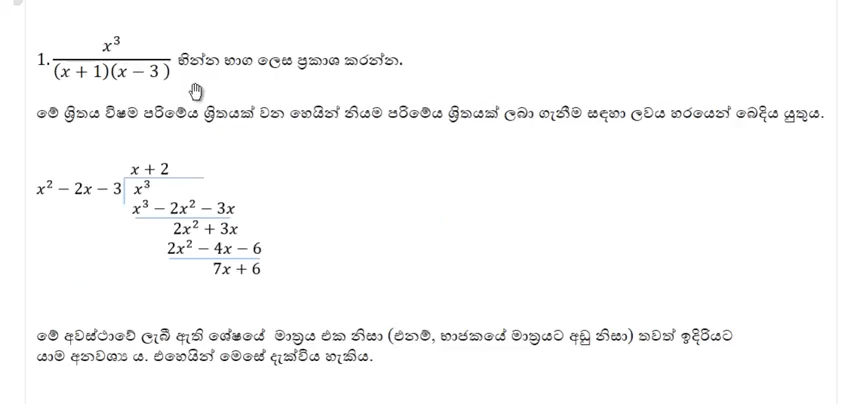 1. x³/((x + 1)(x − 3 )) භින්න භාග ලෙස ප්‍රකාශ කරන්න.
මේ ශ්‍රිතය විෂම පරිමේය ශ්‍රිතයක් වන හෙයින් නියම පරිමේය ශ්‍රිතයක් ලබා ගැනීම සඳහා ලවය හරයෙන් බෙදිය යුතුය.
x + 2
x² − 2x − 3 x³
x³ − 2x² − 3x
2x² + 3x
2x² − 4x − 6
7x + 6
මේ අවස්ථාවේ ලැබී ඇති ශේෂයේ මාත්‍රය එක නිසා (එනම්, භාජකයේ මාත්‍රයට අඩු නිසා) තවත් ඉදිරියට
යාම අනවශ්‍ය ය. එහෙයින් මෙසේ දැක්විය හැකිය.